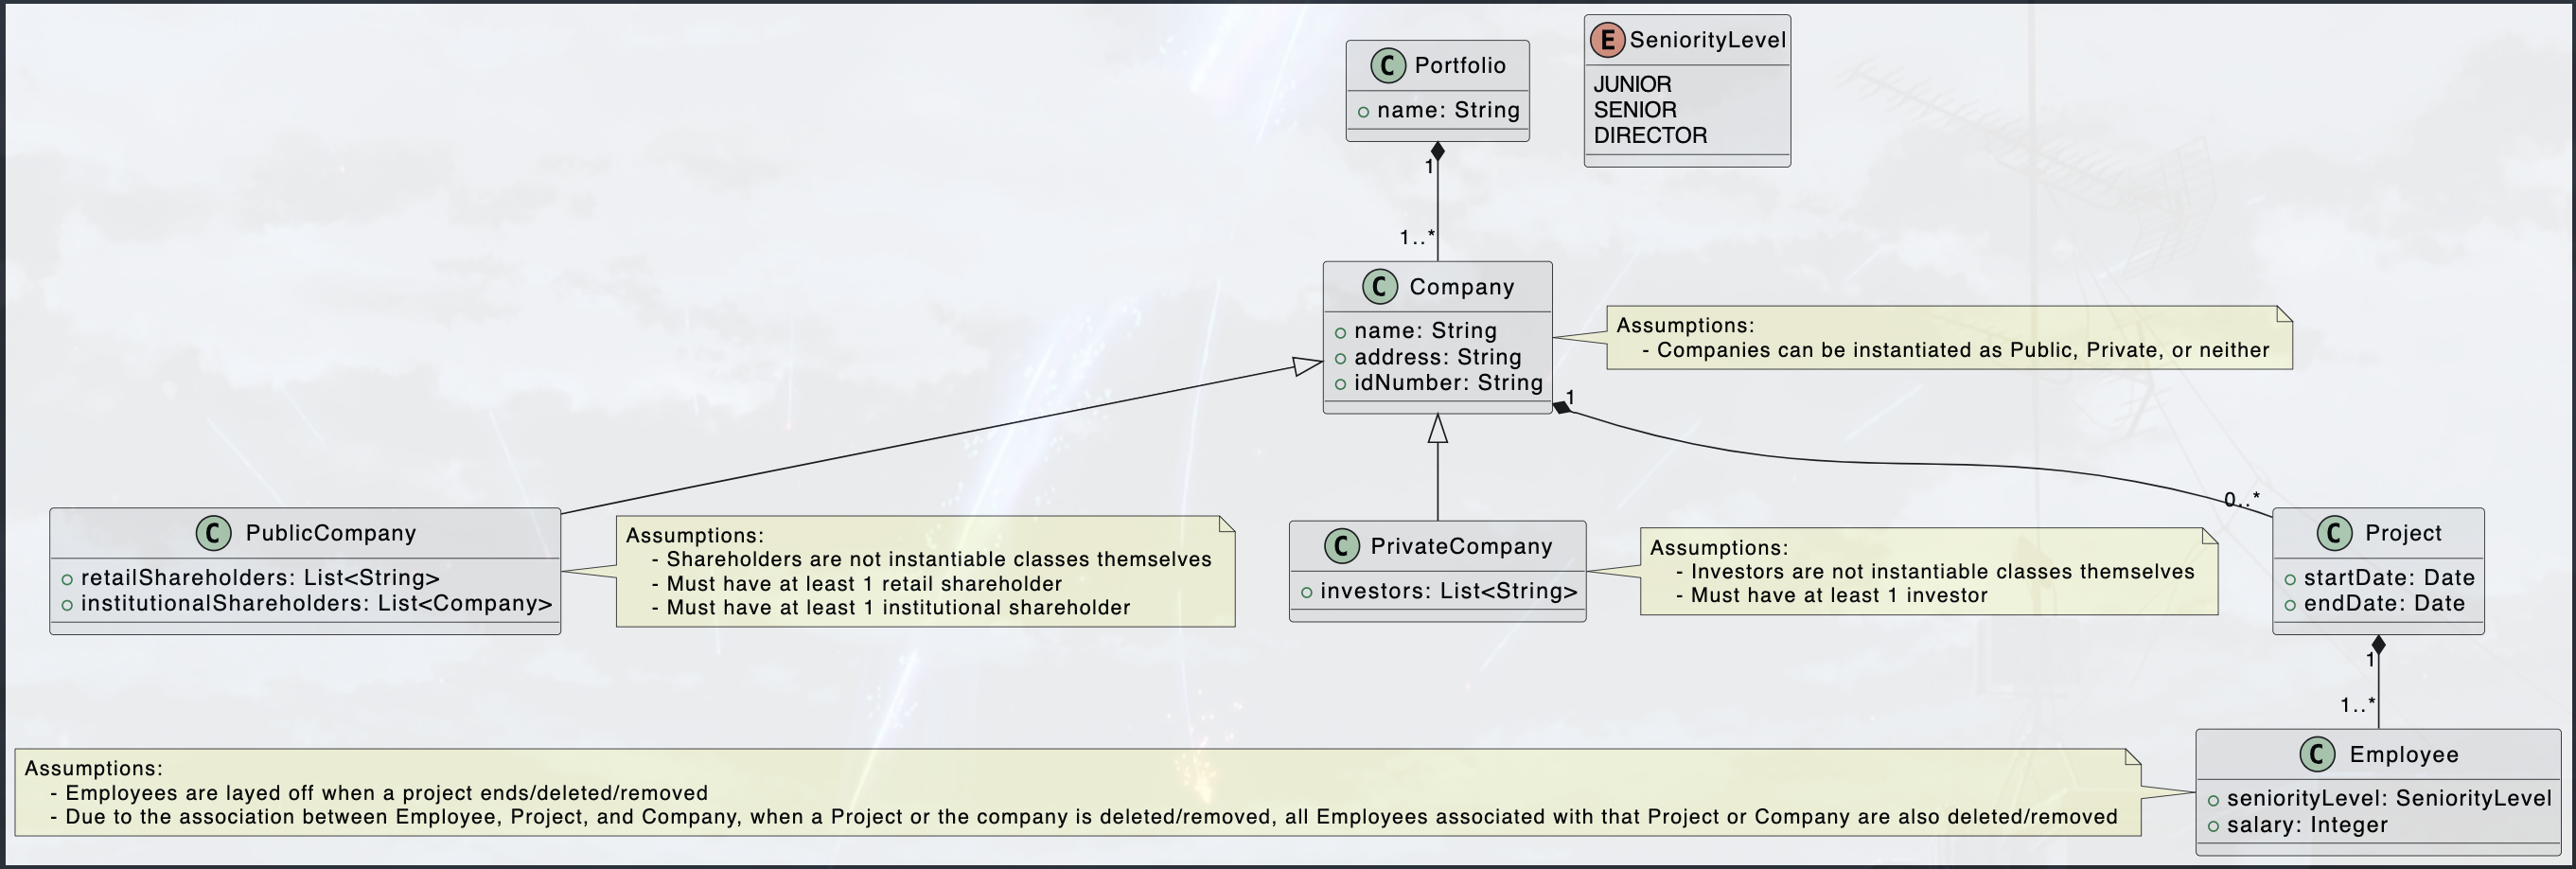 C Portfolio
name: String
E SeniorityLevel
JUNIOR
SENIOR
DIRECTOR
1
1..*
C Company
name: String
address: String
idNumber: String
Assumptions:
- Companies can be instantiated as Public, Private, or neither
1
0..*
C PublicCompany
retailShareholders: List<String>
institutionalShareholders: List<Company>
Assumptions:
- Shareholders are not instantiable classes themselves
- Must have at least 1 retail shareholder
- Must have at least 1 institutional shareholder
C PrivateCompany
investors: List<String>
Assumptions:
- Investors are not instantiable classes themselves
- Must have at least 1 investor
C Project
startDate: Date
endDate: Date
1
1..*
Assumptions:
- Employees are layed off when a project ends/deleted/removed
- Due to the association between Employee, Project, and Company, when a Project or the company is deleted/removed, all Employees associated with that Project or Company are also deleted/removed
C Employee
seniorityLevel: SeniorityLevel
salary: Integer